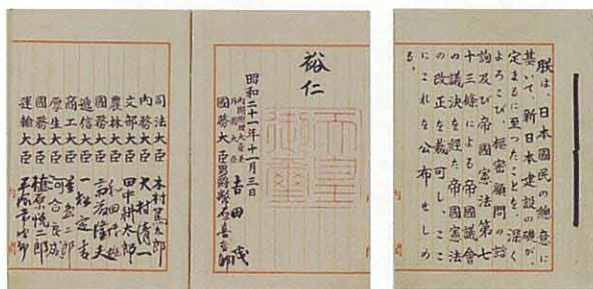 朕は、日本國民の總意に
基いて、新日本建設の礎が、
定まるに至つたことを、深く
よろこび、樞密顧問の諮
詢及び帝國憲法第七
十三條による帝國議會
の議決を経た帝國憲法
の改正を裁可し、ここ
にこれを公布せしめ
る。
裕仁
天皇
御璽
昭和二十一年十一月三日
内閣總理大臣兼
外務大臣
吉田茂
國務大臣男爵幣原喜重郎
司法大臣木村篤太郎
内務大臣大村清一
文部大臣田中耕太郎
農林大臣和田博雄
國務大臣斎藤隆夫
逓信大臣一松定吉
商工大臣星島二郎
厚生大臣河合良成
國務大臣植原悦二郎
運輸大臣平塚常次郎